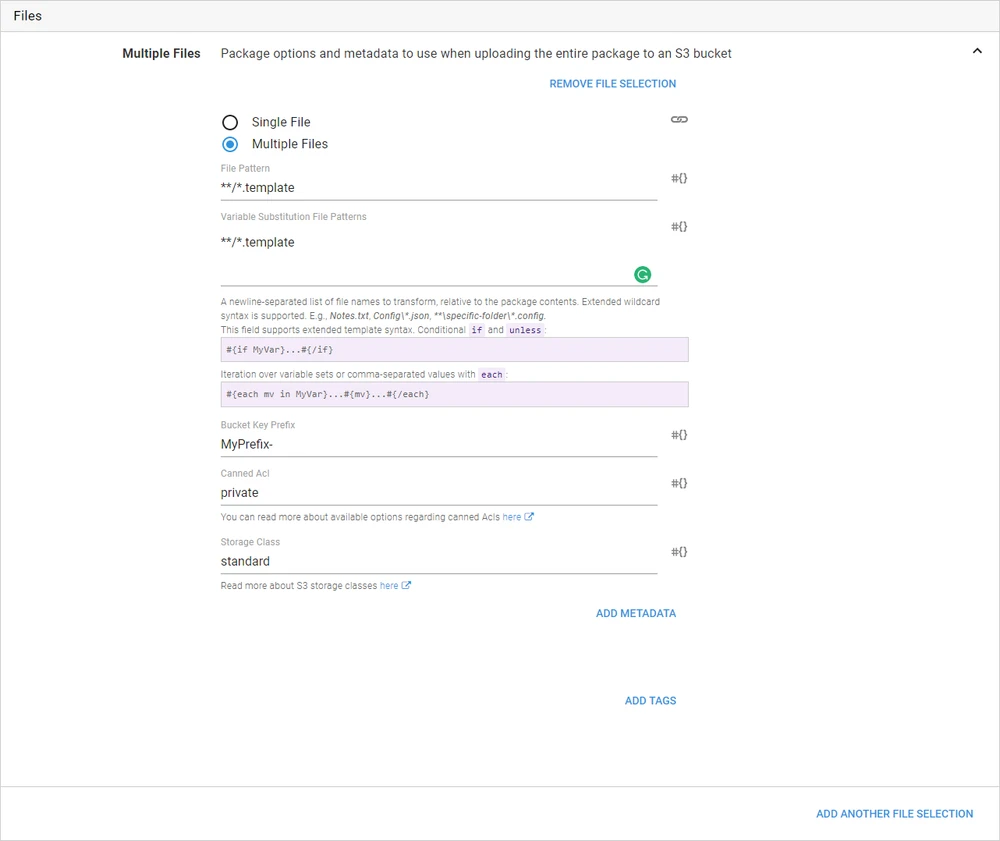 Files
Multiple Files Package options and metadata to use when uploading the entire package to an S3 bucket
REMOVE FILE SELECTION
Single File
Multiple Files
File Pattern
**/*.template
#{}
Variable Substitution File Patterns
#{}
**/*.template
A newline-separated list of file names to transform, relative to the package contents. Extended wildcard
syntax is supported. E.g., Notes.txt, Config\*.json, **\specific-folder\*.config.
This field supports extended template syntax. Conditional if and unless:
#{if MyVar}...#{/if}
Iteration over variable sets or comma-separated values with each:
#{each mv in MyVar}...#{mv}...#{/each}
Bucket Key Prefix
#{}
MyPrefix-
Canned Acl
#{}
private
You can read more about available options regarding canned Acls here
Storage Class
#{}
standard
Read more about S3 storage classes here
ADD METADATA
ADD TAGS
ADD ANOTHER FILE SELECTION